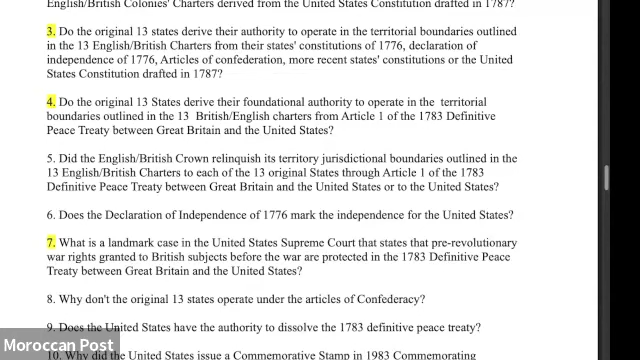 English/British Colonies' Charters derived from the United States Constitution drafted in 1787?
3. Do the original 13 states derive their authority to operate in the territorial boundaries outlined
in the 13 English/British Charters from their states' constitutions of 1776, declaration of
independence of 1776, Articles of confederation, more recent states' constitutions or the United
States Constitution drafted in 1787?
4. Do the original 13 States derive their foundational authority to operate in the territorial
boundaries outlined in the 13 British/English charters from Article 1 of the 1783 Definitive
Peace Treaty between Great Britain and the United States?
5. Did the English/British Crown relinquish its territory jurisdictional boundaries outlined in the
13 English/British Charters to each of the 13 original States through Article 1 of the 1783
Definitive Peace Treaty between Great Britain and the United States or to the United States?
6. Does the Declaration of Independence of 1776 mark the independence for the United States?
7. What is a landmark case in the United States Supreme Court that states that pre-revolutionary
war rights granted to British subjects before the war are protected in the 1783 Definitive Peace
Treaty between Great Britain and the United States?
8. Why don't the original 13 states operate under the articles of Confederacy?
9. Does the United States have the authority to dissolve the 1783 definitive peace treaty?
Moroccan Post
10. Why did the United States issue a Commemorative Stamp in 1983 Commemorating